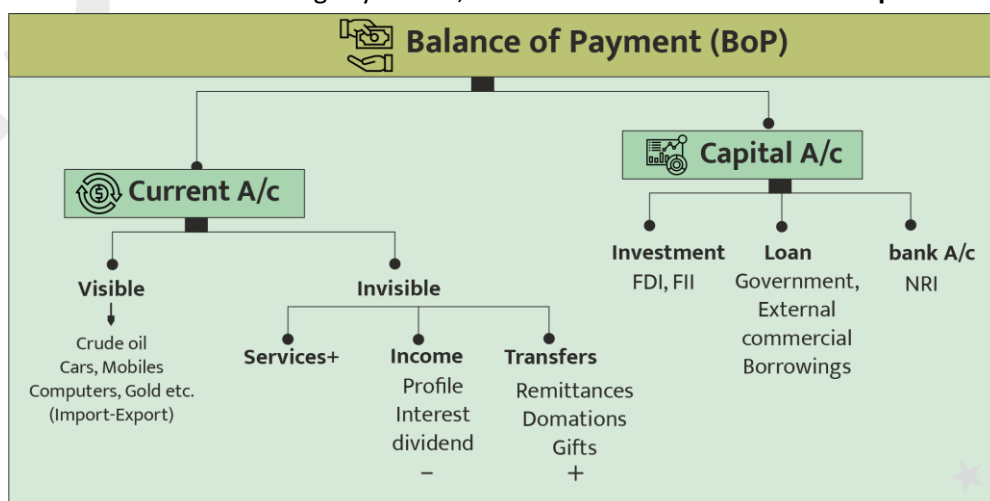 Balance of Payment (BoP)
Current A/c
Visible
Crude oil
Cars, Mobiles
Computers, Gold etc.
(Import-Export)
Invisible
Services+
Income
Profile
Interest
dividend
–
Transfers
Remittances
Domations
Gifts
+
Capital A/c
Investment
FDI, FII
Loan
Government,
External
commercial
Borrowings
bank A/c
NRI